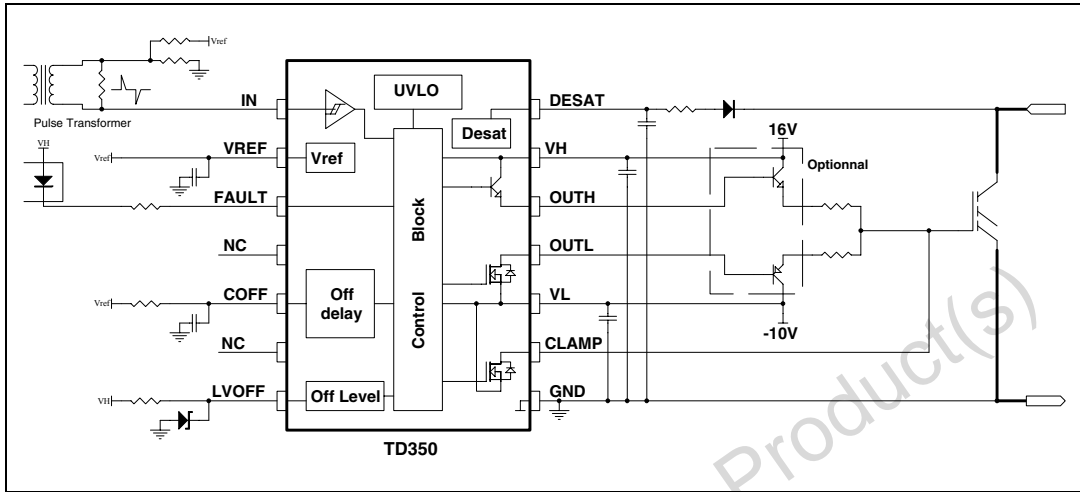 Vref
Pulse Transformer
IN
VH
Vref
VREF
FAULT
NC
Vref
COFF
NC
VH
LVOFF
UVLO
Desat
Vref
Block
Control
Off
delay
Off Level
TD350
DESAT
VH
OUTH
OUTL
VL
CLAMP
GND
16V
Optionnal
-10V
Product(s)